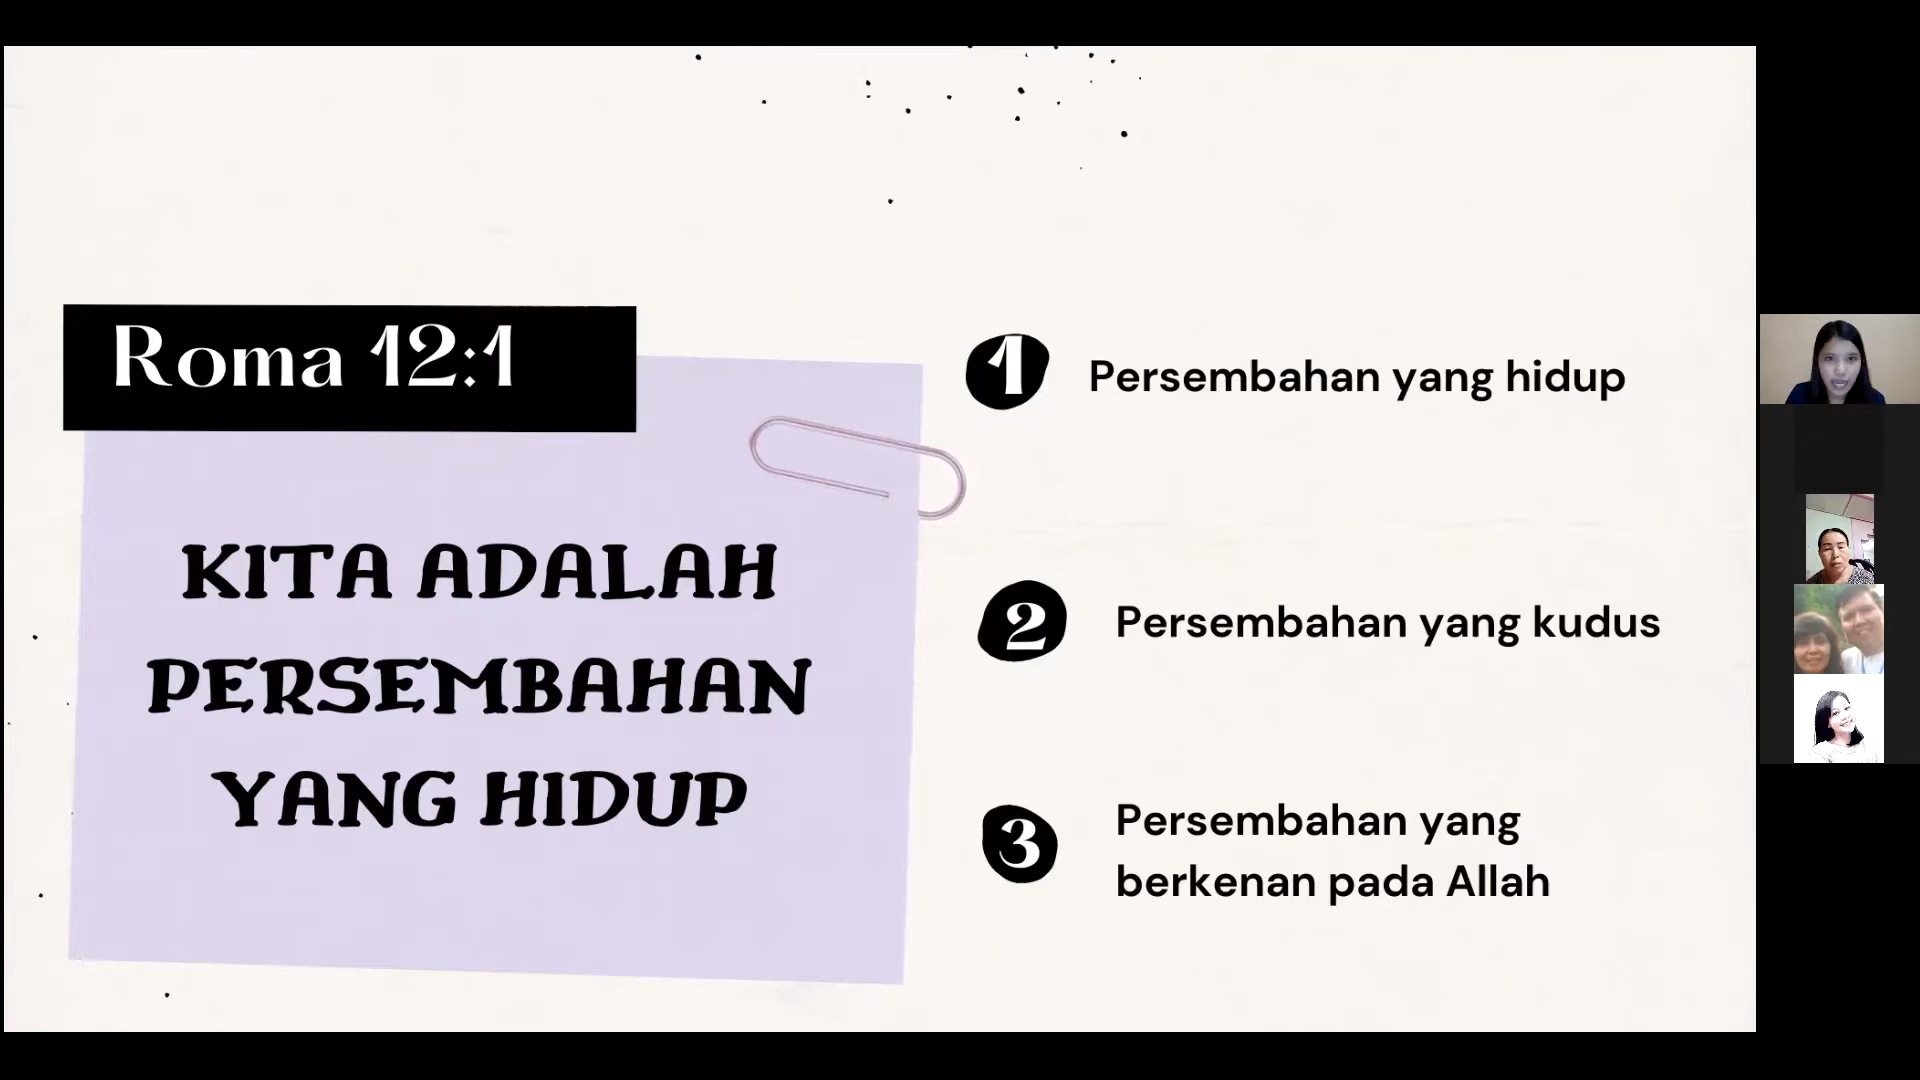 Roma 12:1
KITA ADALAH
PERSEMBAHAN
YANG HIDUP
1 Persembahan yang hidup
2 Persembahan yang kudus
3 Persembahan yang
berkenan pada Allah